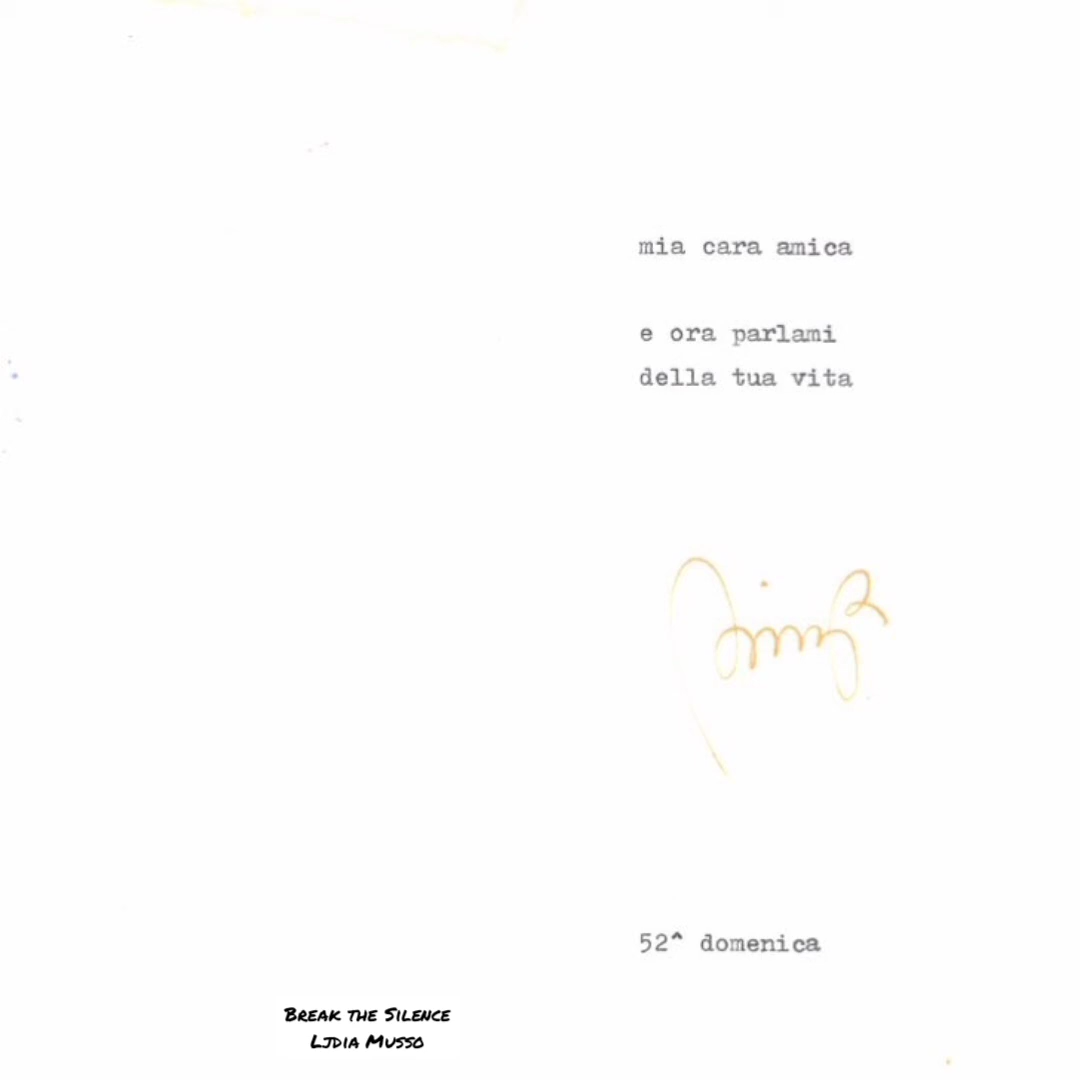 mia cara amica
e ora parlami
della tua vita
52^ domenica
Break the Silence
Ljdia Musso